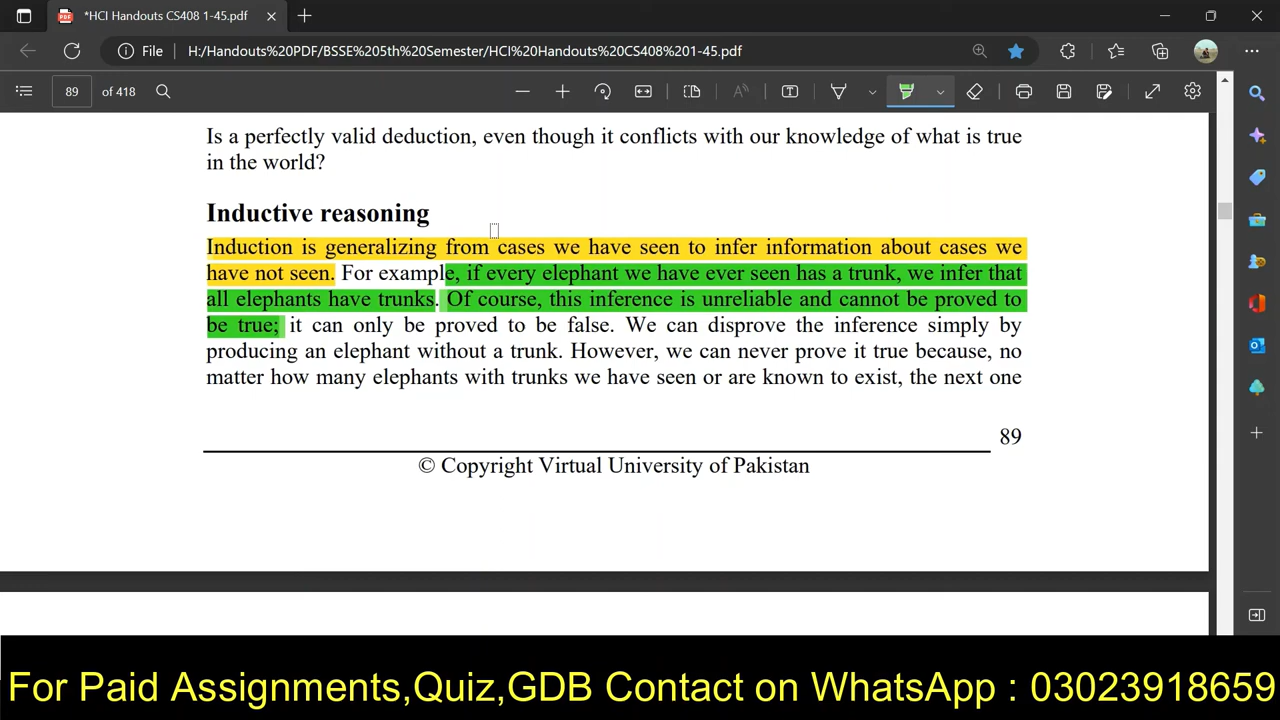 *HCI Handouts CS408 1-45.pdf
File H:/Handouts%20PDF/BSSE%205th%20Semester/HCI%20Handouts%20CS408%201-45.pdf
89 of 418
Is a perfectly valid deduction, even though it conflicts with our knowledge of what is true
in the world?
Inductive reasoning
Induction is generalizing from cases we have seen to infer information about cases we
have not seen. For example, if every elephant we have ever seen has a trunk, we infer that
all elephants have trunks. Of course, this inference is unreliable and cannot be proved to
be true; it can only be proved to be false. We can disprove the inference simply by
producing an elephant without a trunk. However, we can never prove it true because, no
matter how many elephants with trunks we have seen or are known to exist, the next one
89
© Copyright Virtual University of Pakistan
For Paid Assignments,Quiz,GDB Contact on WhatsApp : 03023918659